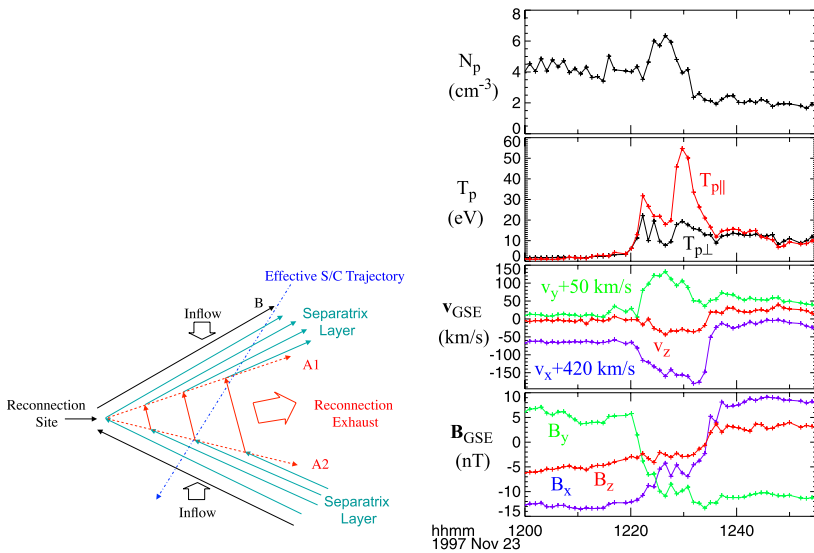 Effective S/C Trajectory
B
Inflow
Separatrix
Layer
A1
Reconnection
Site
Reconnection
Exhaust
A2
Separatrix
Layer
Inflow
N_p
(cm⁻³)
8
6
4
2
0
T_p
(eV)
60
50
40
30
20
10
0
T_p||
T_p⊥
v_GSE
(km/s)
150
100
50
0
-50
-100
-150
v_y+50 km/s
v_z
v_x+420 km/s
B_GSE
(nT)
10
5
0
-5
-10
-15
B_y
B_x
B_z
hhmm
1200
1220
1240
1997 Nov 23